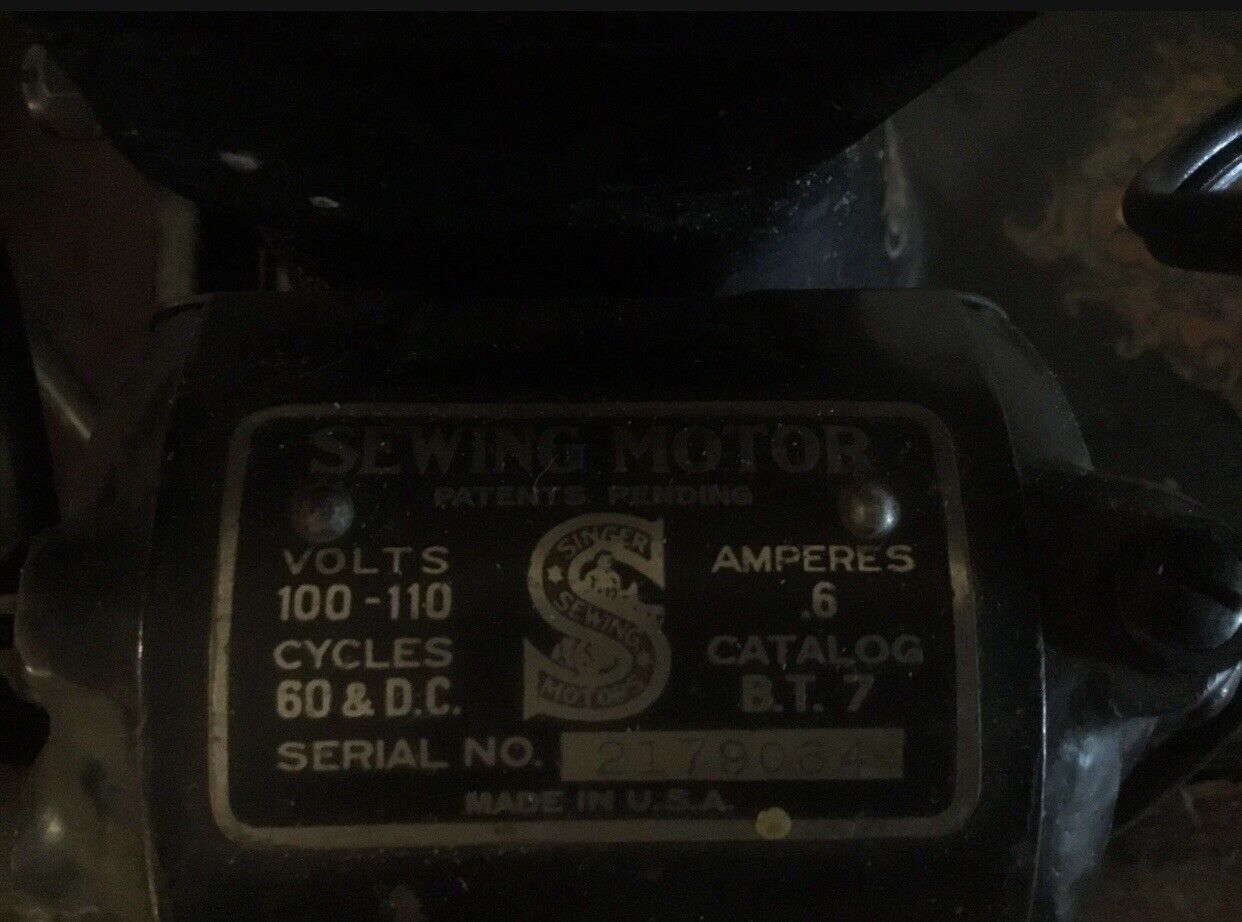 SEWING MOTOR
PATENTS PENDING
VOLTS
100-110
CYCLES
60 & D.C.
SINGER
SEWING
MOTORS
AMPERES
.6
CATALOG
B.T. 7
SERIAL NO. 2179064
MADE IN U.S.A.